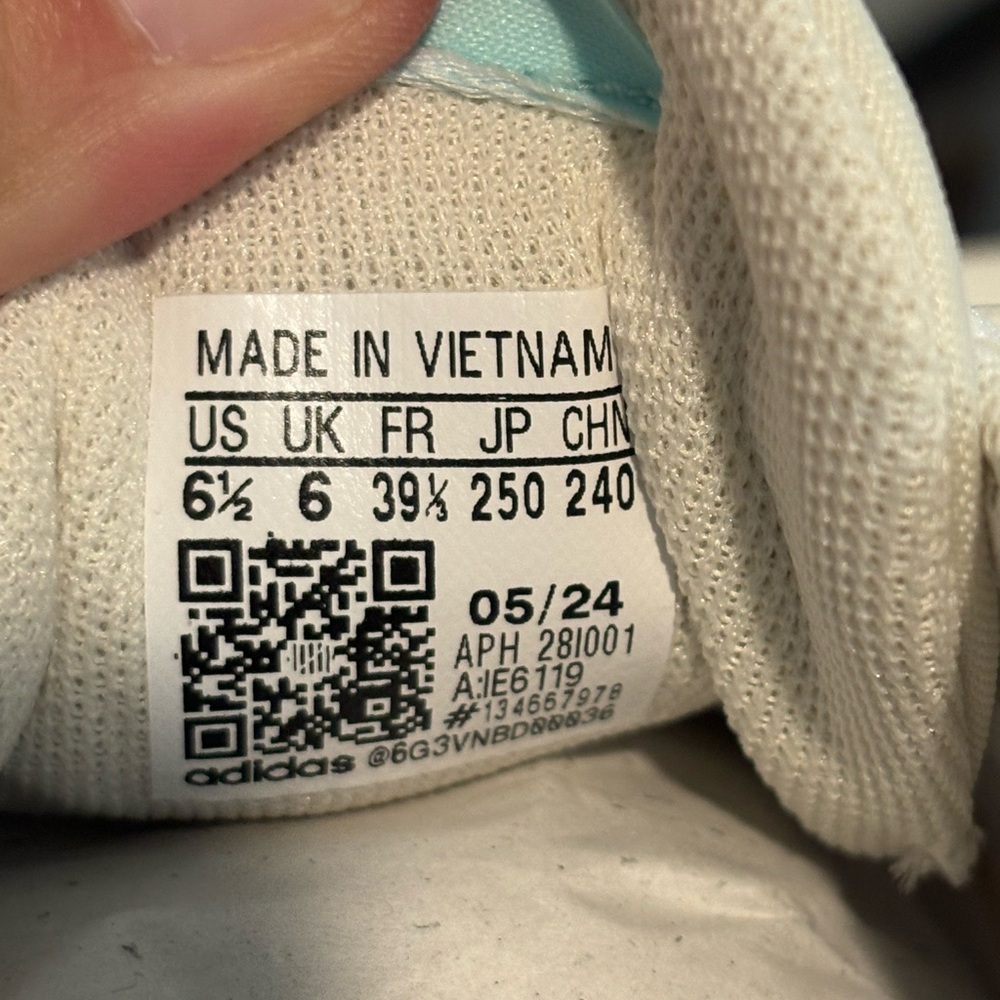 MADE IN VIETNAM
US UK FR JP CHN
6½ 6 39⅓ 250 240
05/24
APH 28I001
A:IE6119
#134667978
adidas @6G3VNBD00036